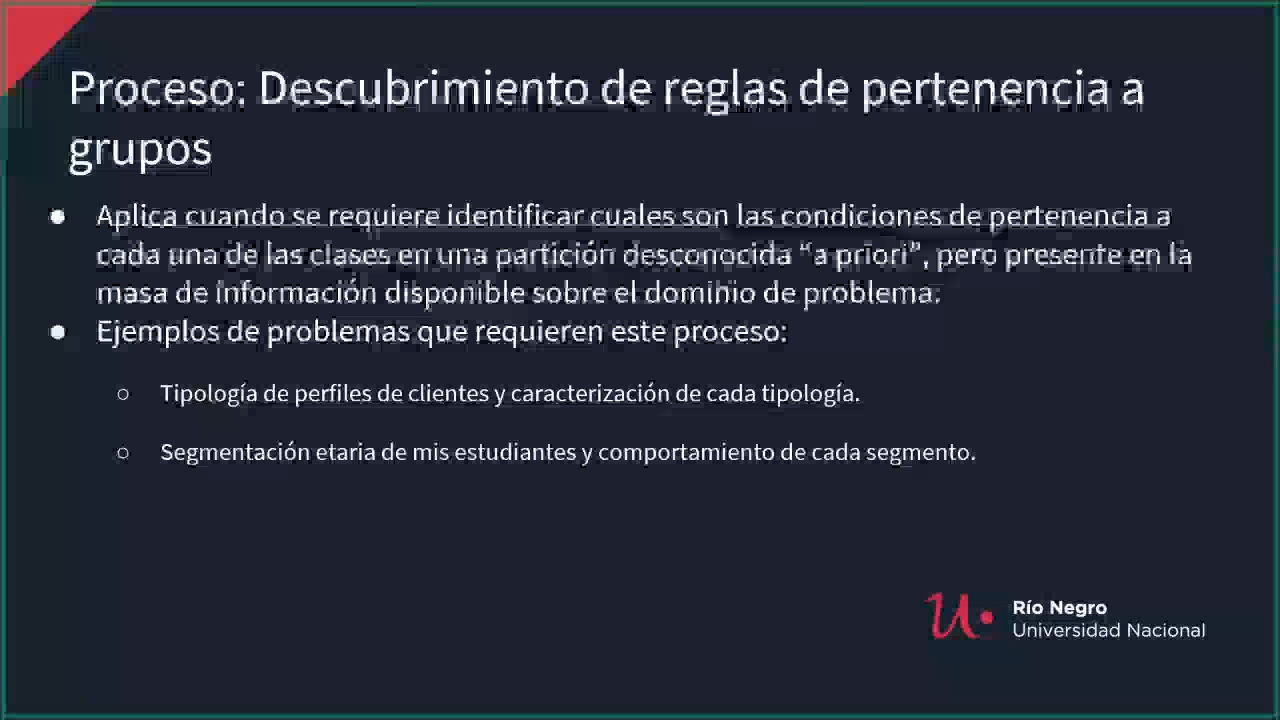 Proceso: Descubrimiento de reglas de pertenencia a
grupos
● Aplica cuando se requiere identificar cuales son las condiciones de pertenencia a
cada una de las clases en una partición desconocida “a priori”, pero presente en la
masa de información disponible sobre el dominio de problema.
● Ejemplos de problemas que requieren este proceso:
○ Tipología de perfiles de clientes y caracterización de cada tipología.
○ Segmentación etaria de mis estudiantes y comportamiento de cada segmento.
Río Negro
Universidad Nacional